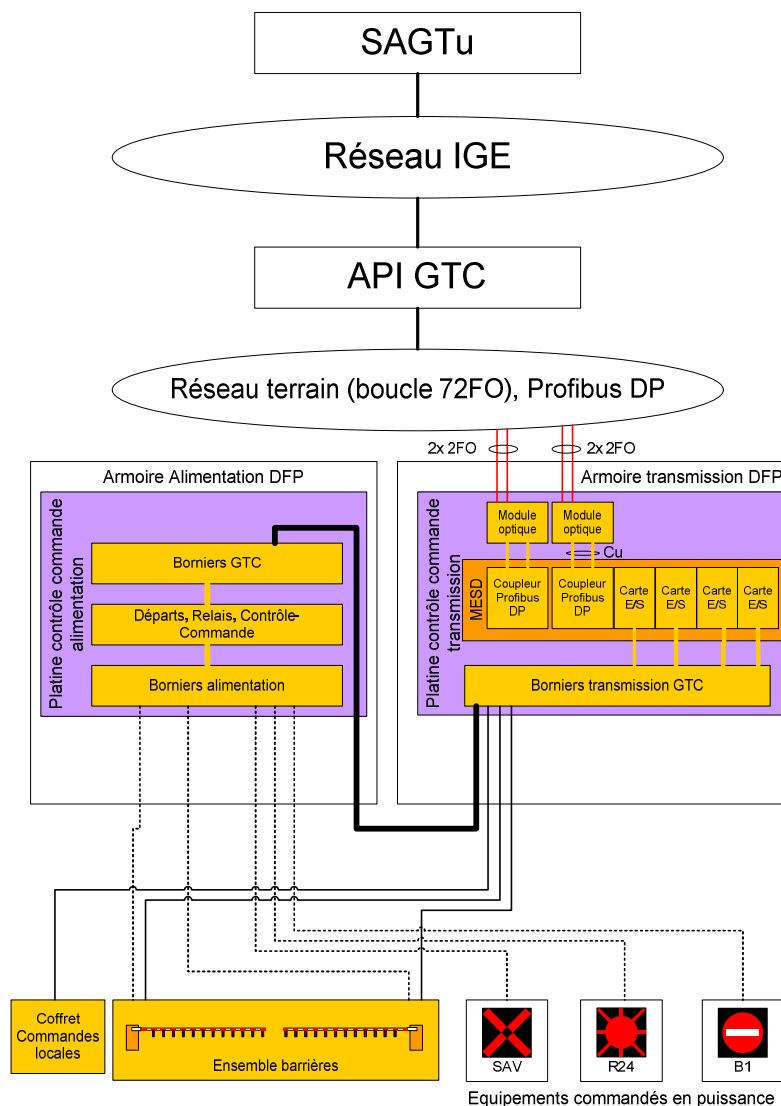 SAGTu
Réseau IGE
API GTC
Réseau terrain (boucle 72FO), Profibus DP
2x 2FO
2x 2FO
Armoire Alimentation DFP
Armoire transmission DFP
Platine contrôle commande
alimentation
Borniers GTC
Départs, Relais, Contrôle-
Commande
Borniers alimentation
Platine contrôle commande
transmission
Module
optique
Module
optique
Cu
MESD
Coupleur
Profibus
DP
Coupleur
Profibus
DP
Carte
E/S
Carte
E/S
Carte
E/S
Carte
E/S
Borniers transmission GTC
Coffret
Commandes
locales
Ensemble barrières
SAV
R24
B1
Equipements commandés en puissance